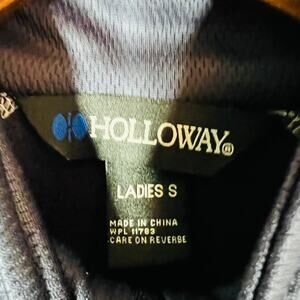 HOLLOWAY®
LADIES S
MADE IN CHINA
WPL 11783
CARE ON REVERSE